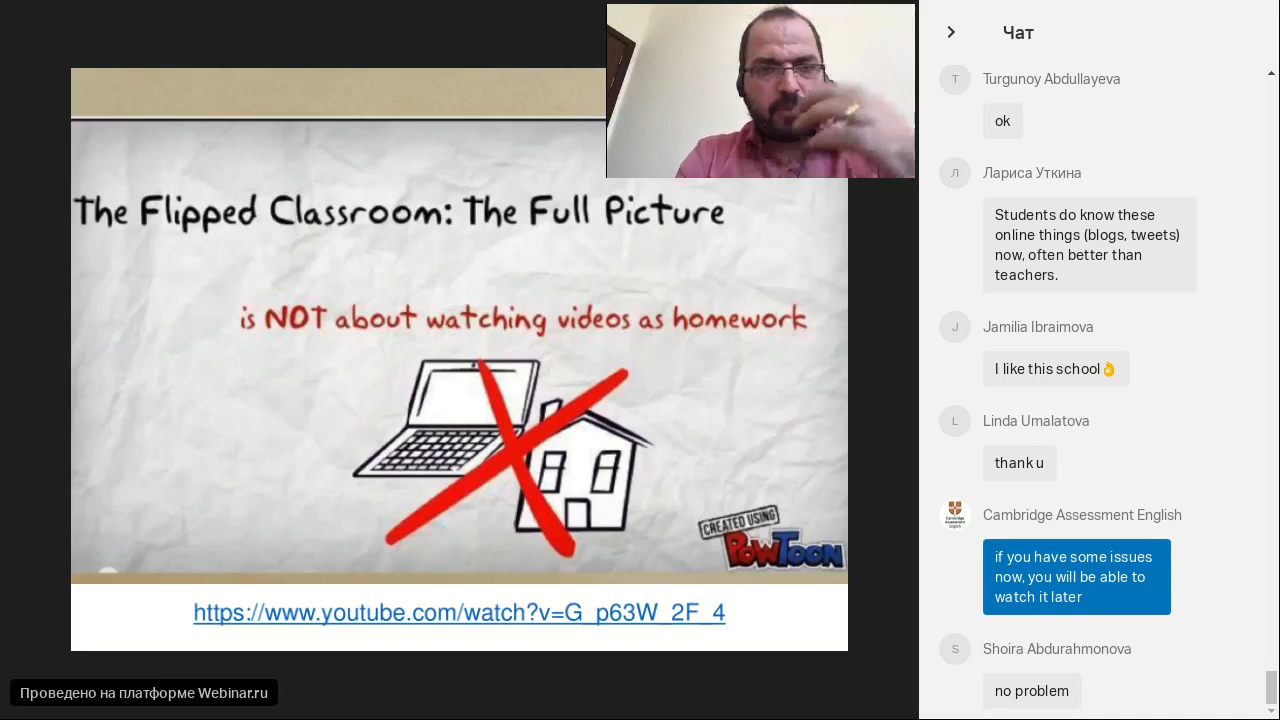 The Flipped Classroom: The Full Picture
is NOT about watching videos as homework
CREATED USING
PowToon
https://www.youtube.com/watch?v=G_p63W_2F_4
Проведено на платформе Webinar.ru
Чат
T
Turgunoy Abdullayeva
ok
Л
Лариса Уткина
Students do know these
online things (blogs, tweets)
now, often better than
teachers.
J
Jamilia Ibraimova
I like this school👌
L
Linda Umalatova
thank u
Cambridge Assessment English
Cambridge Assessment English
if you have some issues
now, you will be able to
watch it later
S
Shoira Abdurahmonova
no problem